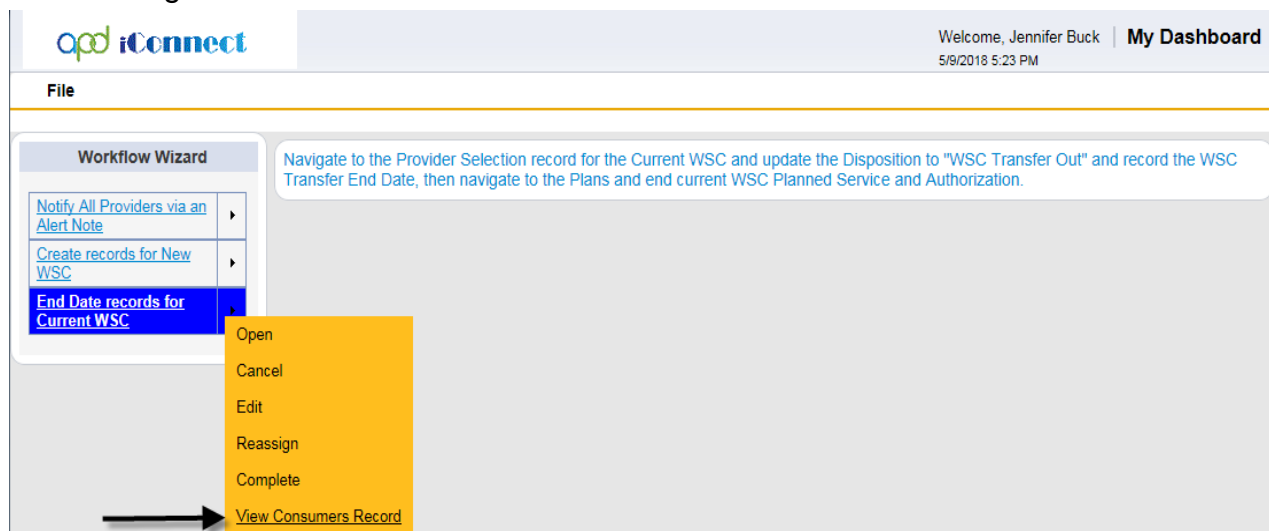 apd iConnect
Welcome, Jennifer Buck | My Dashboard
5/9/2018 5:23 PM
File
Workflow Wizard
Notify All Providers via an
Alert Note
Create records for New
WSC
End Date records for
Current WSC
Navigate to the Provider Selection record for the Current WSC and update the Disposition to "WSC Transfer Out" and record the WSC
Transfer End Date, then navigate to the Plans and end current WSC Planned Service and Authorization.
Open
Cancel
Edit
Reassign
Complete
View Consumers Record